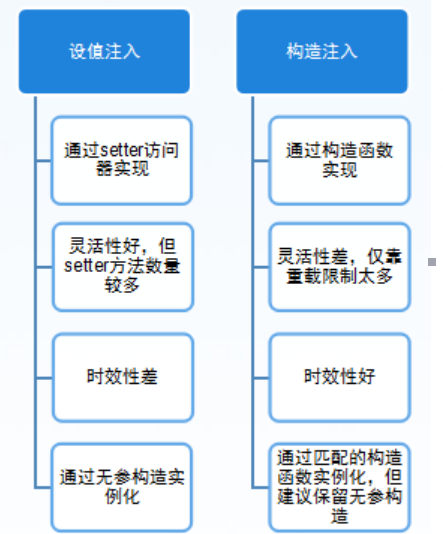 设值注入
通过setter访问
器实现
灵活性好，但
setter方法数量
较多
时效性差
通过无参构造实
例化
构造注入
通过构造函数
实现
灵活性差，仅靠
重载限制太多
时效性好
通过匹配的构造
函数实例化，但
建议保留无参构
造